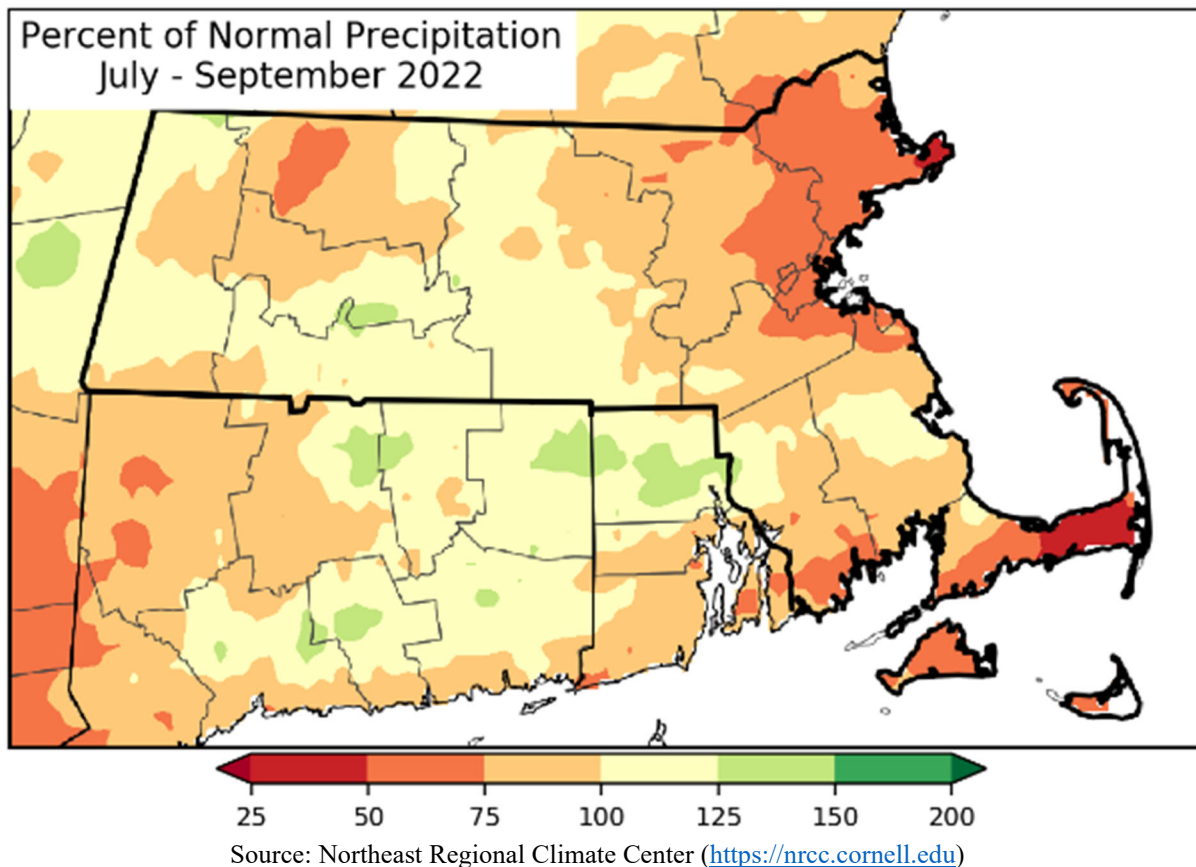 Percent of Normal Precipitation
July - September 2022
25 50 75 100 125 150 200
Source: Northeast Regional Climate Center (https://nrcc.cornell.edu)